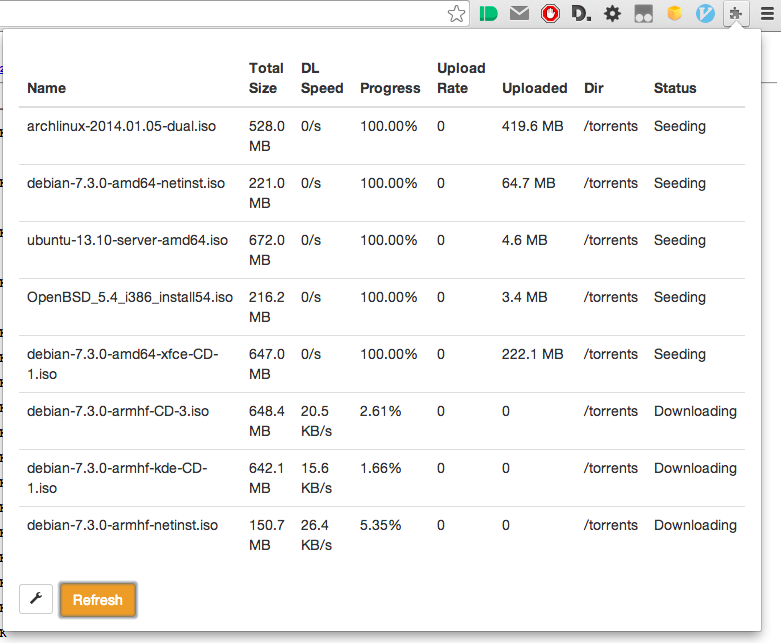 Name Total Size DL Speed Progress Upload Rate Uploaded Dir Status
archlinux-2014.01.05-dual.iso 528.0 MB 0/s 100.00% 0 419.6 MB /torrents Seeding
debian-7.3.0-amd64-netinst.iso 221.0 MB 0/s 100.00% 0 64.7 MB /torrents Seeding
ubuntu-13.10-server-amd64.iso 672.0 MB 0/s 100.00% 0 4.6 MB /torrents Seeding
OpenBSD_5.4_i386_install54.iso 216.2 MB 0/s 100.00% 0 3.4 MB /torrents Seeding
debian-7.3.0-amd64-xfce-CD-1.iso 647.0 MB 0/s 100.00% 0 222.1 MB /torrents Seeding
debian-7.3.0-armhf-CD-3.iso 648.4 MB 20.5 KB/s 2.61% 0 0 /torrents Downloading
debian-7.3.0-armhf-kde-CD-1.iso 642.1 MB 15.6 KB/s 1.66% 0 0 /torrents Downloading
debian-7.3.0-armhf-netinst.iso 150.7 MB 26.4 KB/s 5.35% 0 0 /torrents Downloading
Refresh